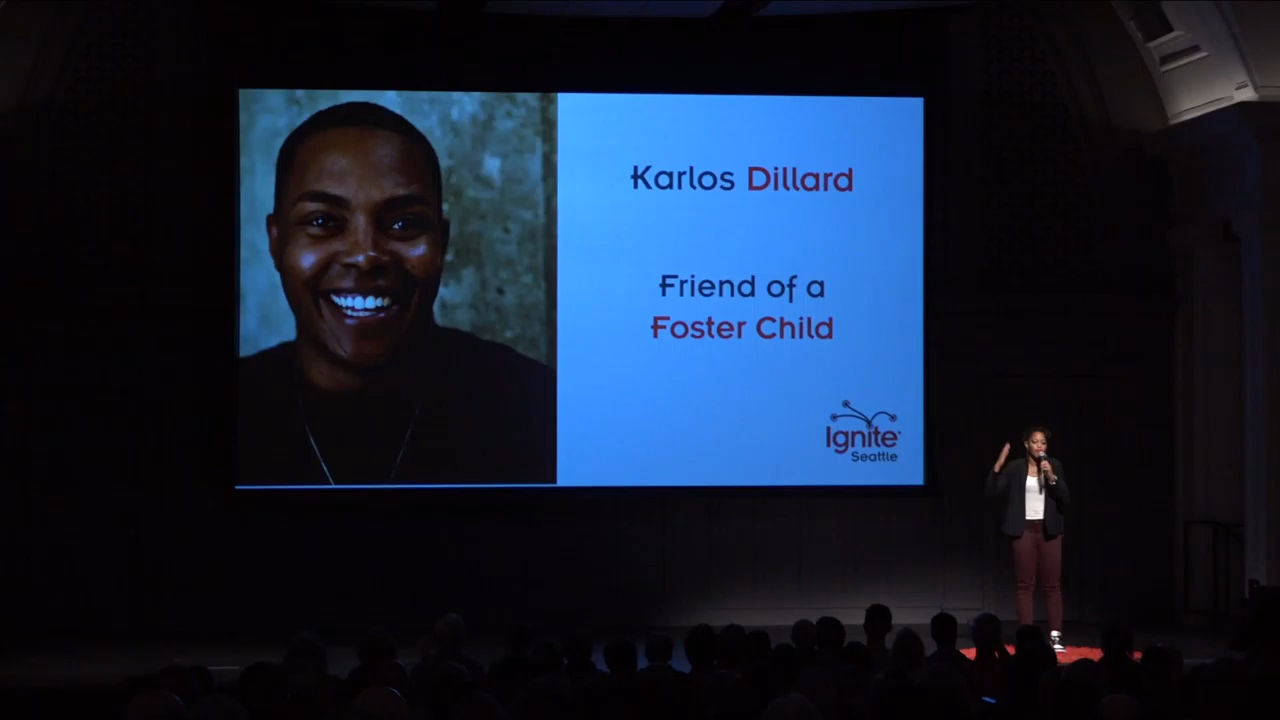 Karlos Dillard
Friend of a
Foster Child
Ignite
Seattle